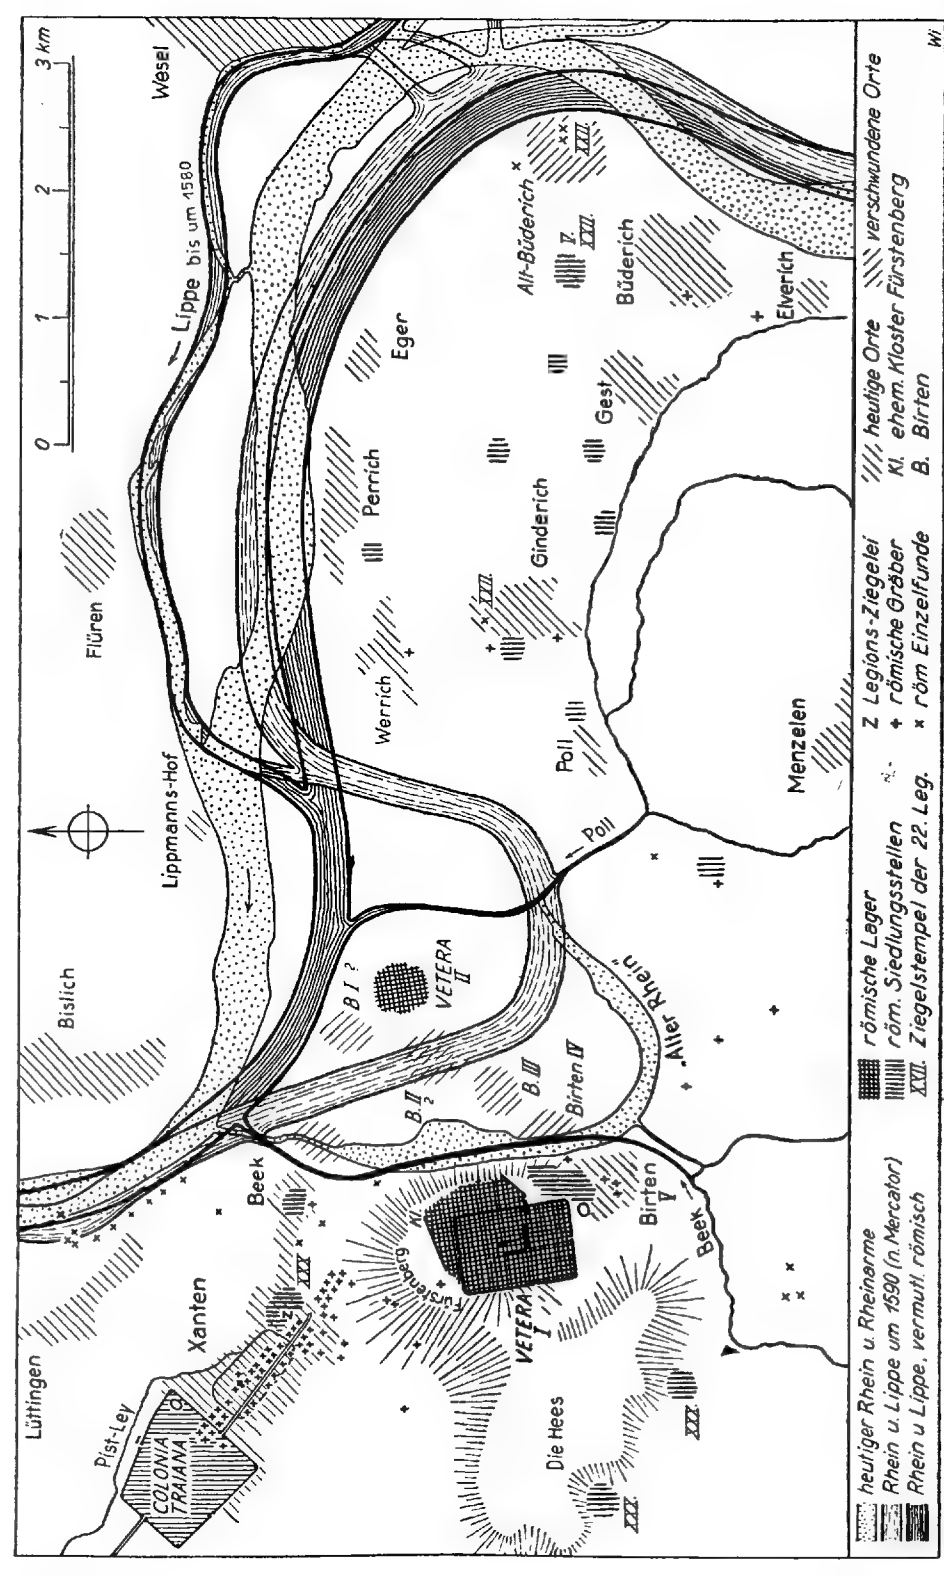 3 km
2
1
0
Wesel
← Lippe bis um 1580
Flüren
Lippmanns-Hof
Bislich
Lüttingen
Pist-Ley
COLONIA
TRAIANA
Xanten
Beek
Z
XXX.
Kl.
Fürstenberg
VETERA
I
Die Hees
XXX.
XXX.
B I ?
VETERA
II
B.II
?
B.III
Birten IV
Birten
V
Beek
„Alter Rhein"
← Poll
Poll
Menzelen
Werrich
Perrich
Eger
XXII.
Ginderich
Gest
Alt-Büderich
V.
XXII.
XXII.
Büderich
Elverich
heutiger Rhein u. Rheinarme
Rhein u. Lippe um 1590 (n. Mercator)
Rhein u Lippe, vermutl. römisch
römische Lager
röm. Siedlungsstellen
XXII. Ziegelstempel der 22. Leg.
Z Legions-Ziegelei
+ römische Gräber
× röm Einzelfunde
heutige Orte
verschwundene Orte
Kl. ehem. Kloster Fürstenberg
B. Birten
Wi